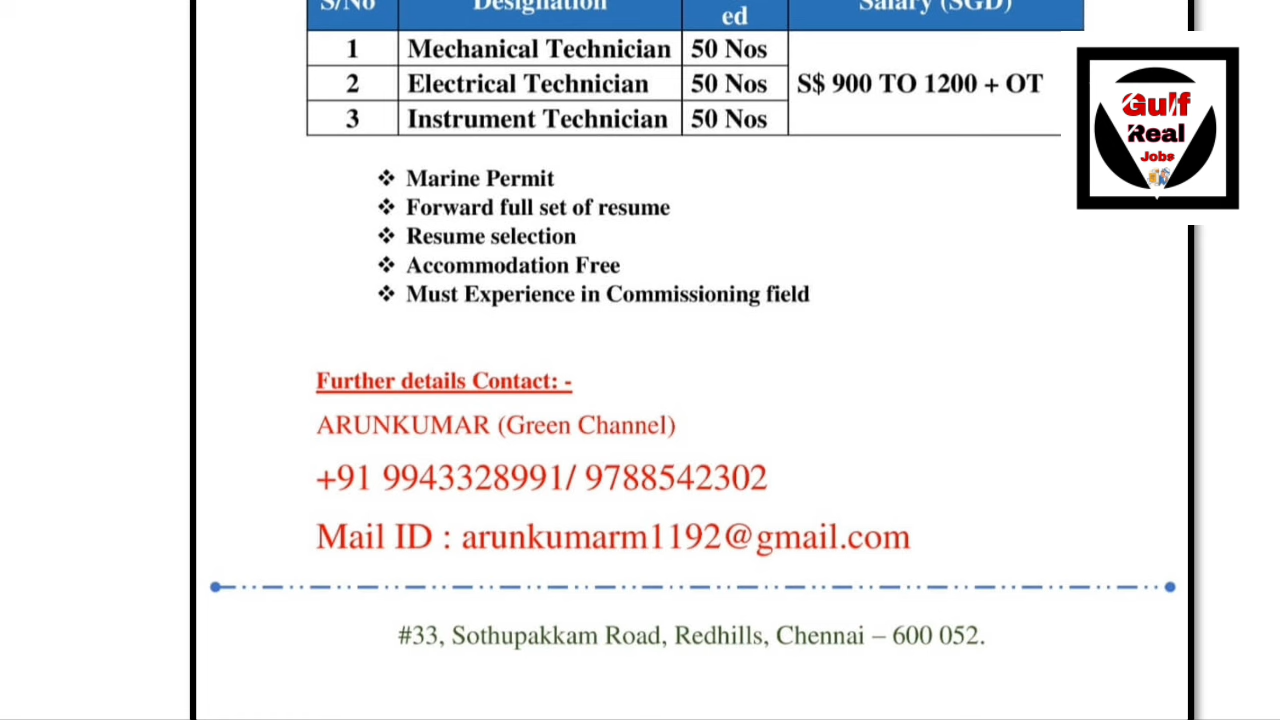 S/No Designation ed Salary (SGD)
1 Mechanical Technician 50 Nos
2 Electrical Technician 50 Nos S$ 900 TO 1200 + OT
3 Instrument Technician 50 Nos
Gulf
Real
Jobs
❖ Marine Permit
❖ Forward full set of resume
❖ Resume selection
❖ Accommodation Free
❖ Must Experience in Commissioning field
Further details Contact: -
ARUNKUMAR (Green Channel)
+91 9943328991/ 9788542302
Mail ID : arunkumarm1192@gmail.com
#33, Sothupakkam Road, Redhills, Chennai – 600 052.